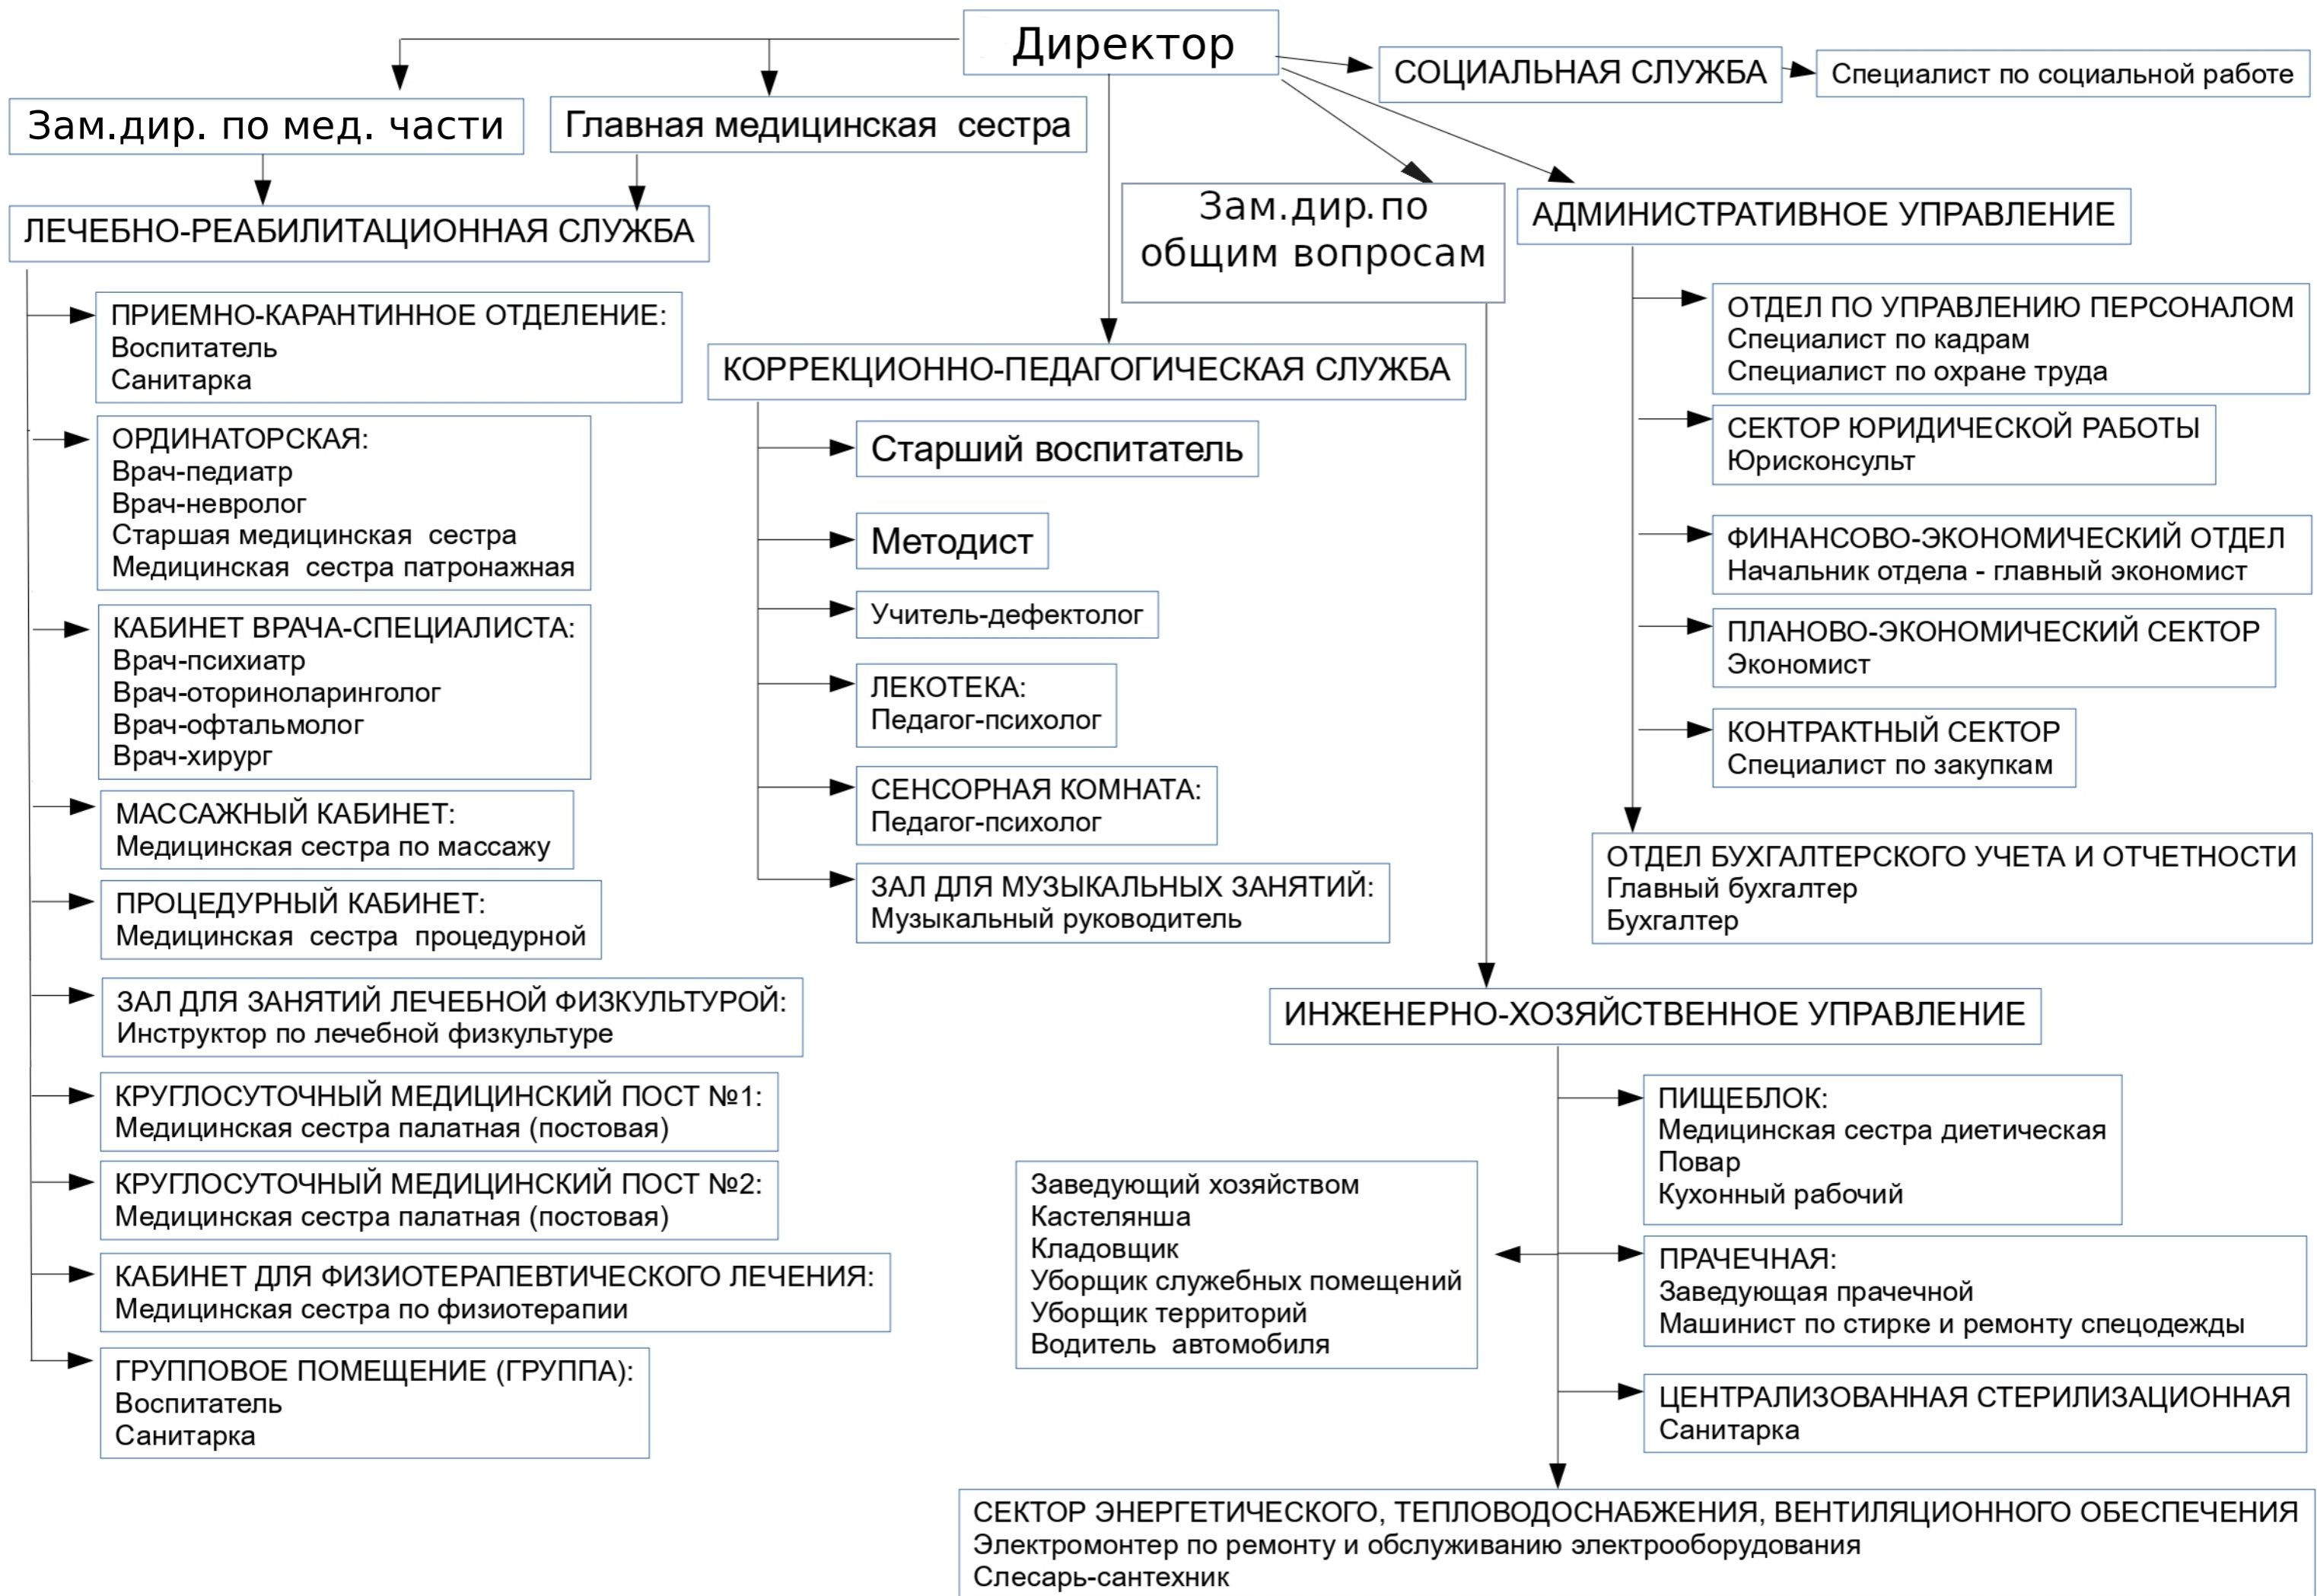 Директор
СОЦИАЛЬНАЯ СЛУЖБА
Специалист по социальной работе
Зам.дир. по мед. части
Главная медицинская сестра
Зам.дир.по
общим вопросам
АДМИНИСТРАТИВНОЕ УПРАВЛЕНИЕ
ЛЕЧЕБНО-РЕАБИЛИТАЦИОННАЯ СЛУЖБА
ПРИЕМНО-КАРАНТИННОЕ ОТДЕЛЕНИЕ:
Воспитатель
Санитарка
ОРДИНАТОРСКАЯ:
Врач-педиатр
Врач-невролог
Старшая медицинская сестра
Медицинская сестра патронажная
КАБИНЕТ ВРАЧА-СПЕЦИАЛИСТА:
Врач-психиатр
Врач-оториноларинголог
Врач-офтальмолог
Врач-хирург
МАССАЖНЫЙ КАБИНЕТ:
Медицинская сестра по массажу
ПРОЦЕДУРНЫЙ КАБИНЕТ:
Медицинская сестра процедурной
ЗАЛ ДЛЯ ЗАНЯТИЙ ЛЕЧЕБНОЙ ФИЗКУЛЬТУРОЙ:
Инструктор по лечебной физкультуре
КРУГЛОСУТОЧНЫЙ МЕДИЦИНСКИЙ ПОСТ №1:
Медицинская сестра палатная (постовая)
КРУГЛОСУТОЧНЫЙ МЕДИЦИНСКИЙ ПОСТ №2:
Медицинская сестра палатная (постовая)
КАБИНЕТ ДЛЯ ФИЗИОТЕРАПЕВТИЧЕСКОГО ЛЕЧЕНИЯ:
Медицинская сестра по физиотерапии
ГРУППОВОЕ ПОМЕЩЕНИЕ (ГРУППА):
Воспитатель
Санитарка
КОРРЕКЦИОННО-ПЕДАГОГИЧЕСКАЯ СЛУЖБА
Старший воспитатель
Методист
Учитель-дефектолог
ЛЕКОТЕКА:
Педагог-психолог
СЕНСОРНАЯ КОМНАТА:
Педагог-психолог
ЗАЛ ДЛЯ МУЗЫКАЛЬНЫХ ЗАНЯТИЙ:
Музыкальный руководитель
ОТДЕЛ ПО УПРАВЛЕНИЮ ПЕРСОНАЛОМ
Специалист по кадрам
Специалист по охране труда
СЕКТОР ЮРИДИЧЕСКОЙ РАБОТЫ
Юрисконсульт
ФИНАНСОВО-ЭКОНОМИЧЕСКИЙ ОТДЕЛ
Начальник отдела - главный экономист
ПЛАНОВО-ЭКОНОМИЧЕСКИЙ СЕКТОР
Экономист
КОНТРАКТНЫЙ СЕКТОР
Специалист по закупкам
ОТДЕЛ БУХГАЛТЕРСКОГО УЧЕТА И ОТЧЕТНОСТИ
Главный бухгалтер
Бухгалтер
ИНЖЕНЕРНО-ХОЗЯЙСТВЕННОЕ УПРАВЛЕНИЕ
Заведующий хозяйством
Кастелянша
Кладовщик
Уборщик служебных помещений
Уборщик территорий
Водитель автомобиля
ПИЩЕБЛОК:
Медицинская сестра диетическая
Повар
Кухонный рабочий
ПРАЧЕЧНАЯ:
Заведующая прачечной
Машинист по стирке и ремонту спецодежды
ЦЕНТРАЛИЗОВАННАЯ СТЕРИЛИЗАЦИОННАЯ
Санитарка
СЕКТОР ЭНЕРГЕТИЧЕСКОГО, ТЕПЛОВОДОСНАБЖЕНИЯ, ВЕНТИЛЯЦИОННОГО ОБЕСПЕЧЕНИЯ
Электромонтер по ремонту и обслуживанию электрооборудования
Слесарь-сантехник